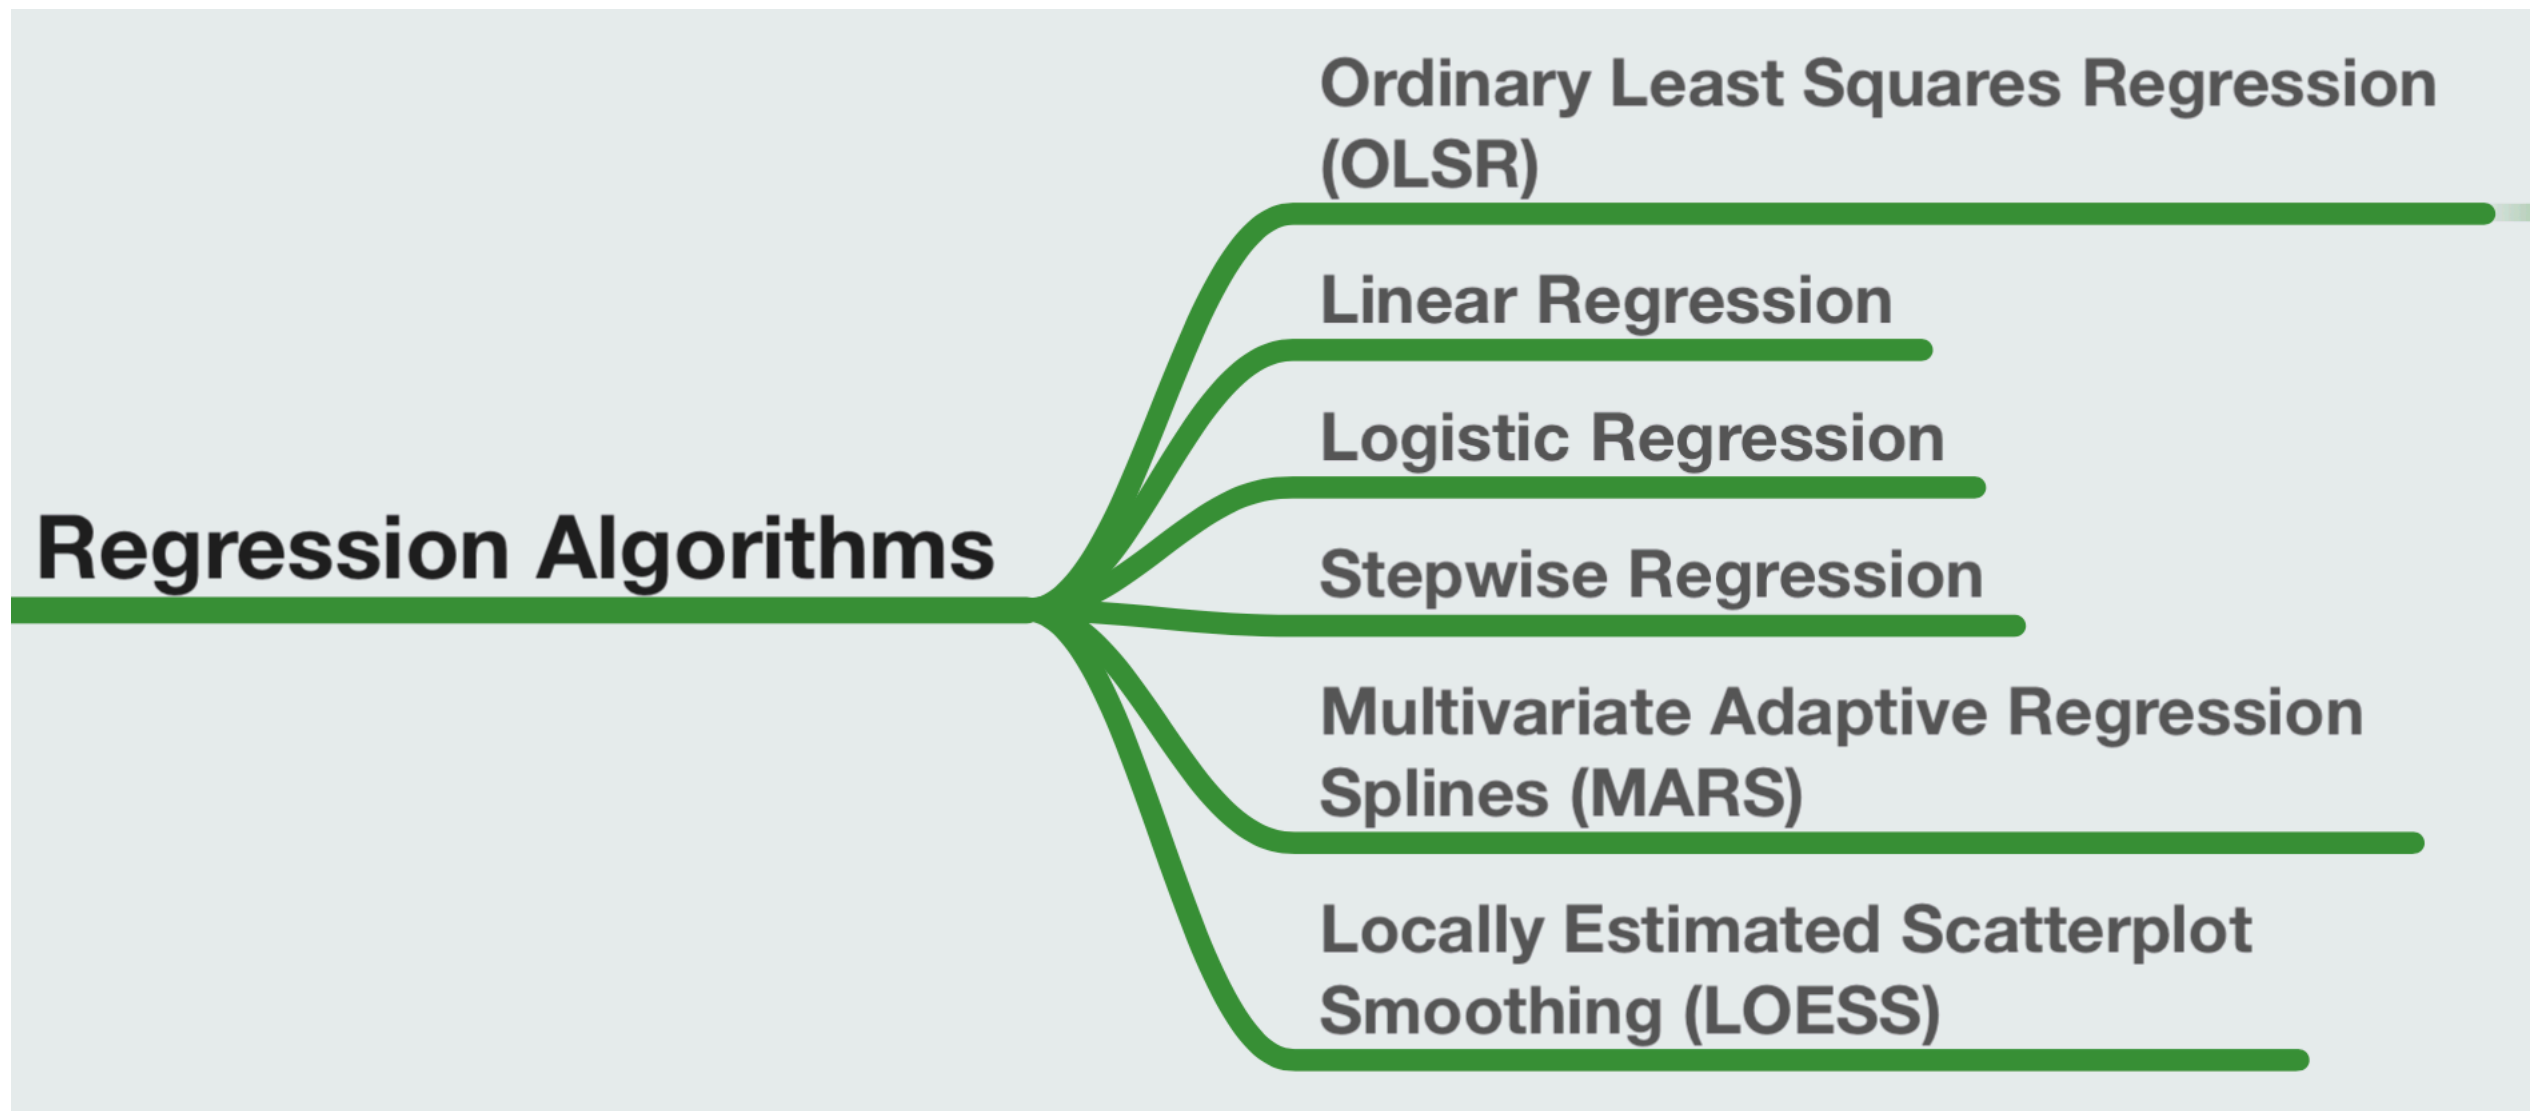 Ordinary Least Squares Regression
(OLSR)
Linear Regression
Logistic Regression
Regression Algorithms
Stepwise Regression
Multivariate Adaptive Regression
Splines (MARS)
Locally Estimated Scatterplot
Smoothing (LOESS)